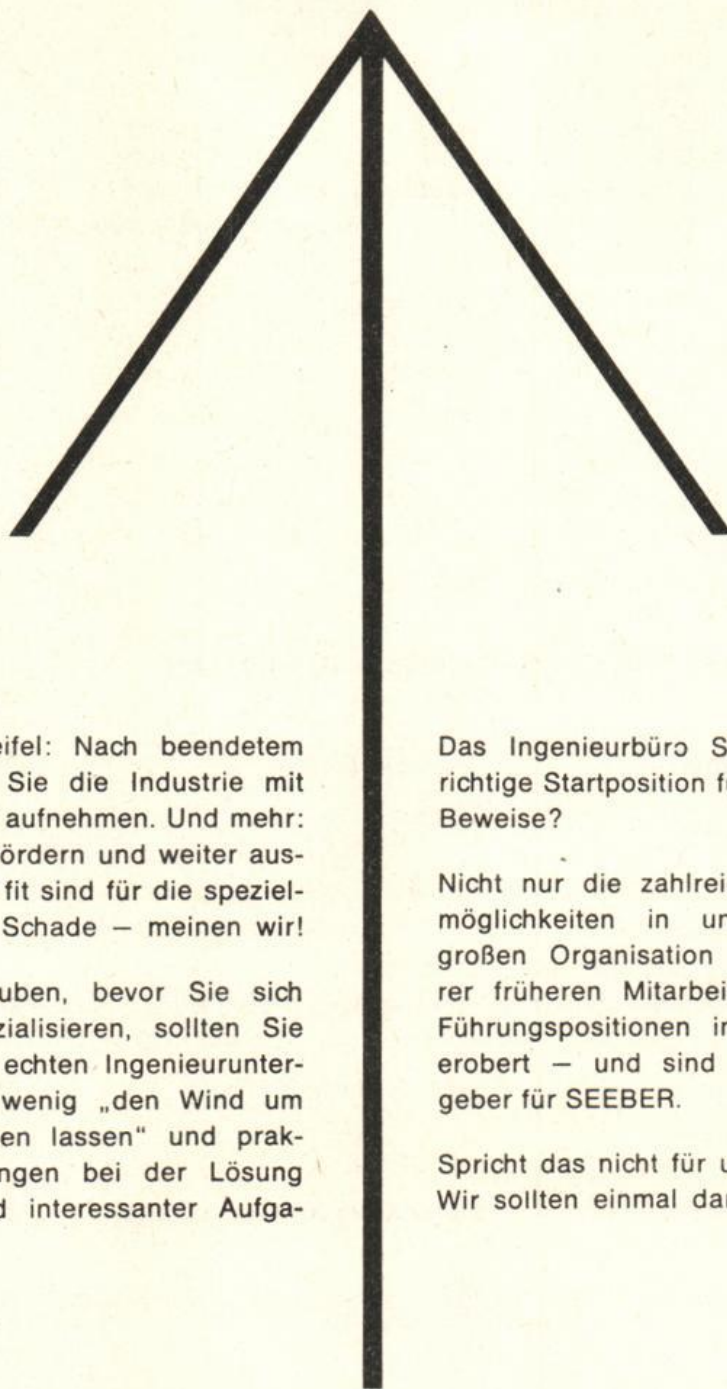 eifel: Nach beendetem
Sie die Industrie mit
aufnehmen. Und mehr:
ördern und weiter aus-
fit sind für die speziel-
Schade — meinen wir!
uben, bevor Sie sich
zialisieren, sollten Sie
echten Ingenieurunter-
wenig „den Wind um
en lassen“ und prak-
ngen bei der Lösung
d interessanter Aufga-
Das Ingenieurbüro S
richtige Startposition f
Beweise?
Nicht nur die zahlrei
möglichkeiten in un
großen Organisation
rer früheren Mitarbei
Führungspositionen in
erobert — und sind
geber für SEEBER.
Spricht das nicht für u
Wir sollten einmal dar